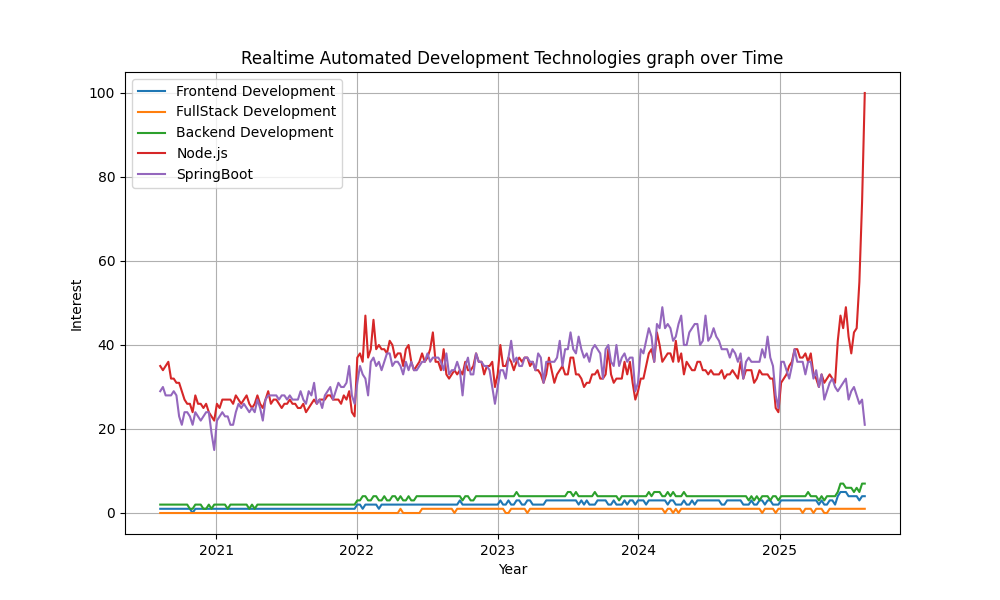 Realtime Automated Development Technologies graph over Time
Frontend Development
FullStack Development
Backend Development
Node.js
SpringBoot
100
80
60
40
20
0
Interest
2021
2022
2023
2024
2025
Year